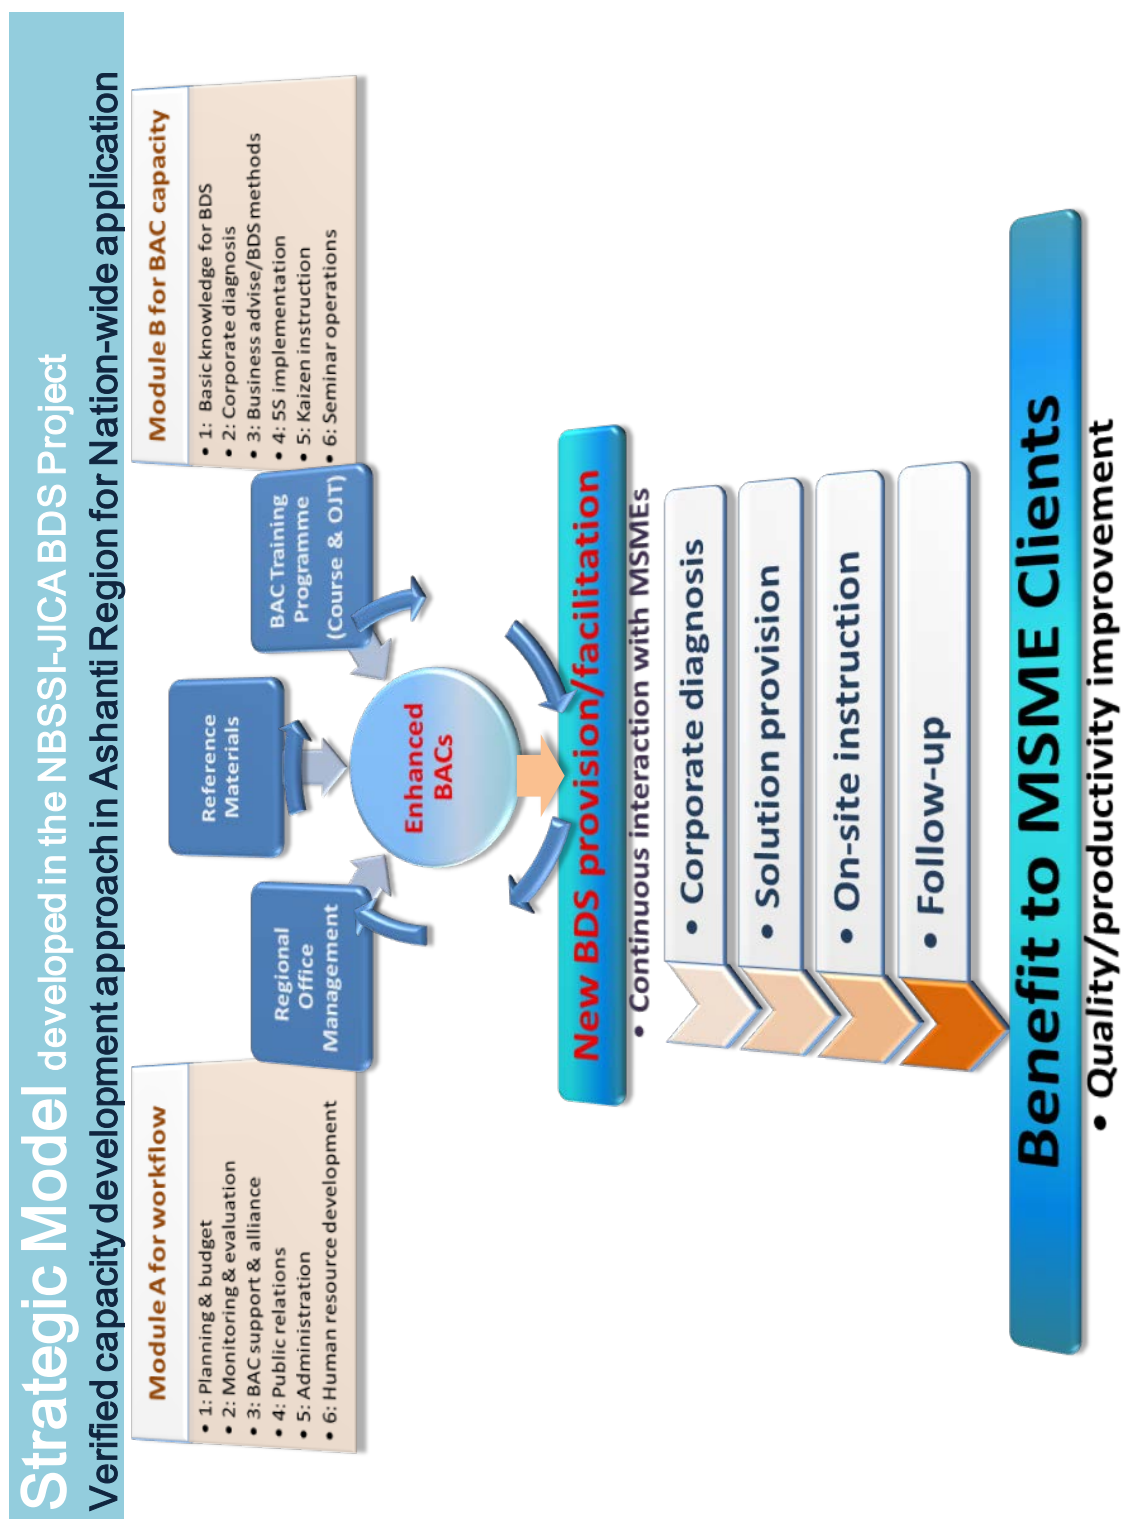 Strategic Model developed in the NBSSI-JICA BDS Project
Verified capacity development approach in Ashanti Region for Nation-wide application
Module A for workflow
• 1: Planning & budget
• 2: Monitoring & evaluation
• 3: BAC support & alliance
• 4: Public relations
• 5: Administration
• 6: Human resource development
Regional
Office
Management
Reference
Materials
BAC Training
Programme
(Course & OJT)
Module B for BAC capacity
• 1: Basic knowledge for BDS
• 2: Corporate diagnosis
• 3: Business advise/BDS methods
• 4: 5S implementation
• 5: Kaizen instruction
• 6: Seminar operations
Enhanced
BACs
New BDS provision/facilitation
• Continuous interaction with MSMEs
• Corporate diagnosis
• Solution provision
• On-site instruction
• Follow-up
Benefit to MSME Clients
• Quality/productivity improvement